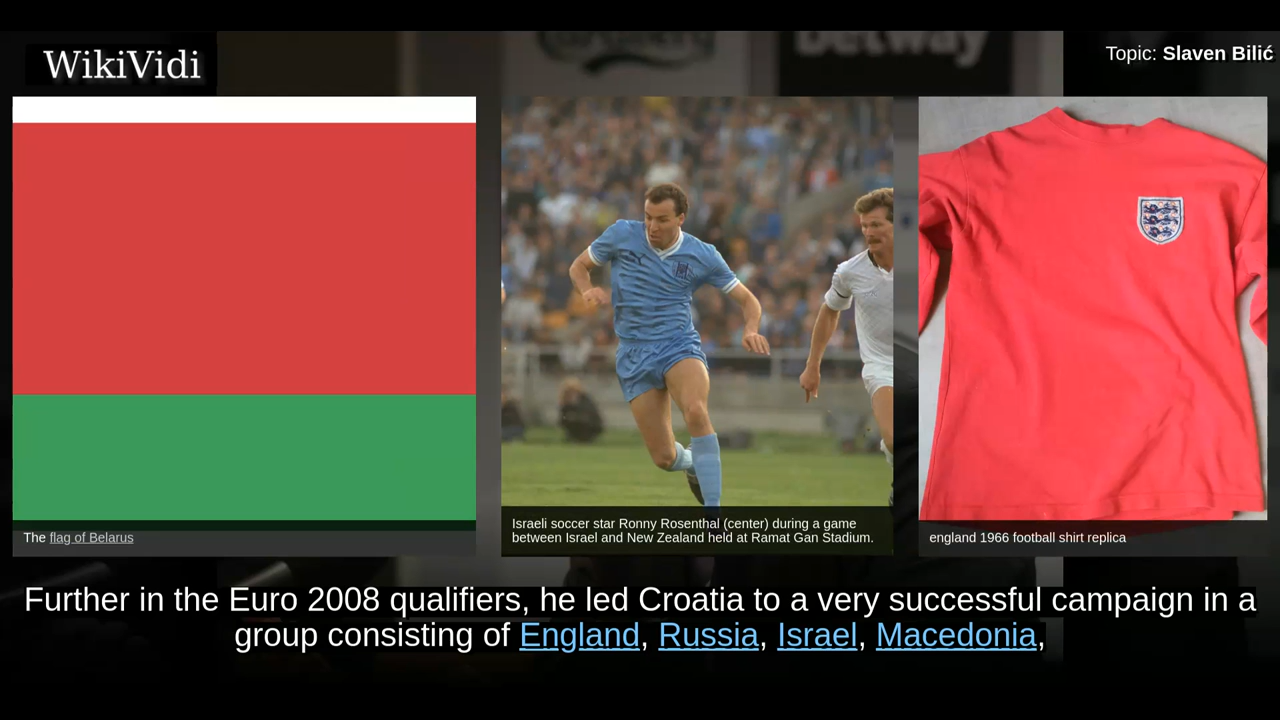 WikiVidi
Topic: Slaven Bilić
betway
The flag of Belarus
Israeli soccer star Ronny Rosenthal (center) during a game
between Israel and New Zealand held at Ramat Gan Stadium.
england 1966 football shirt replica
Further in the Euro 2008 qualifiers, he led Croatia to a very successful campaign in a
group consisting of England, Russia, Israel, Macedonia,